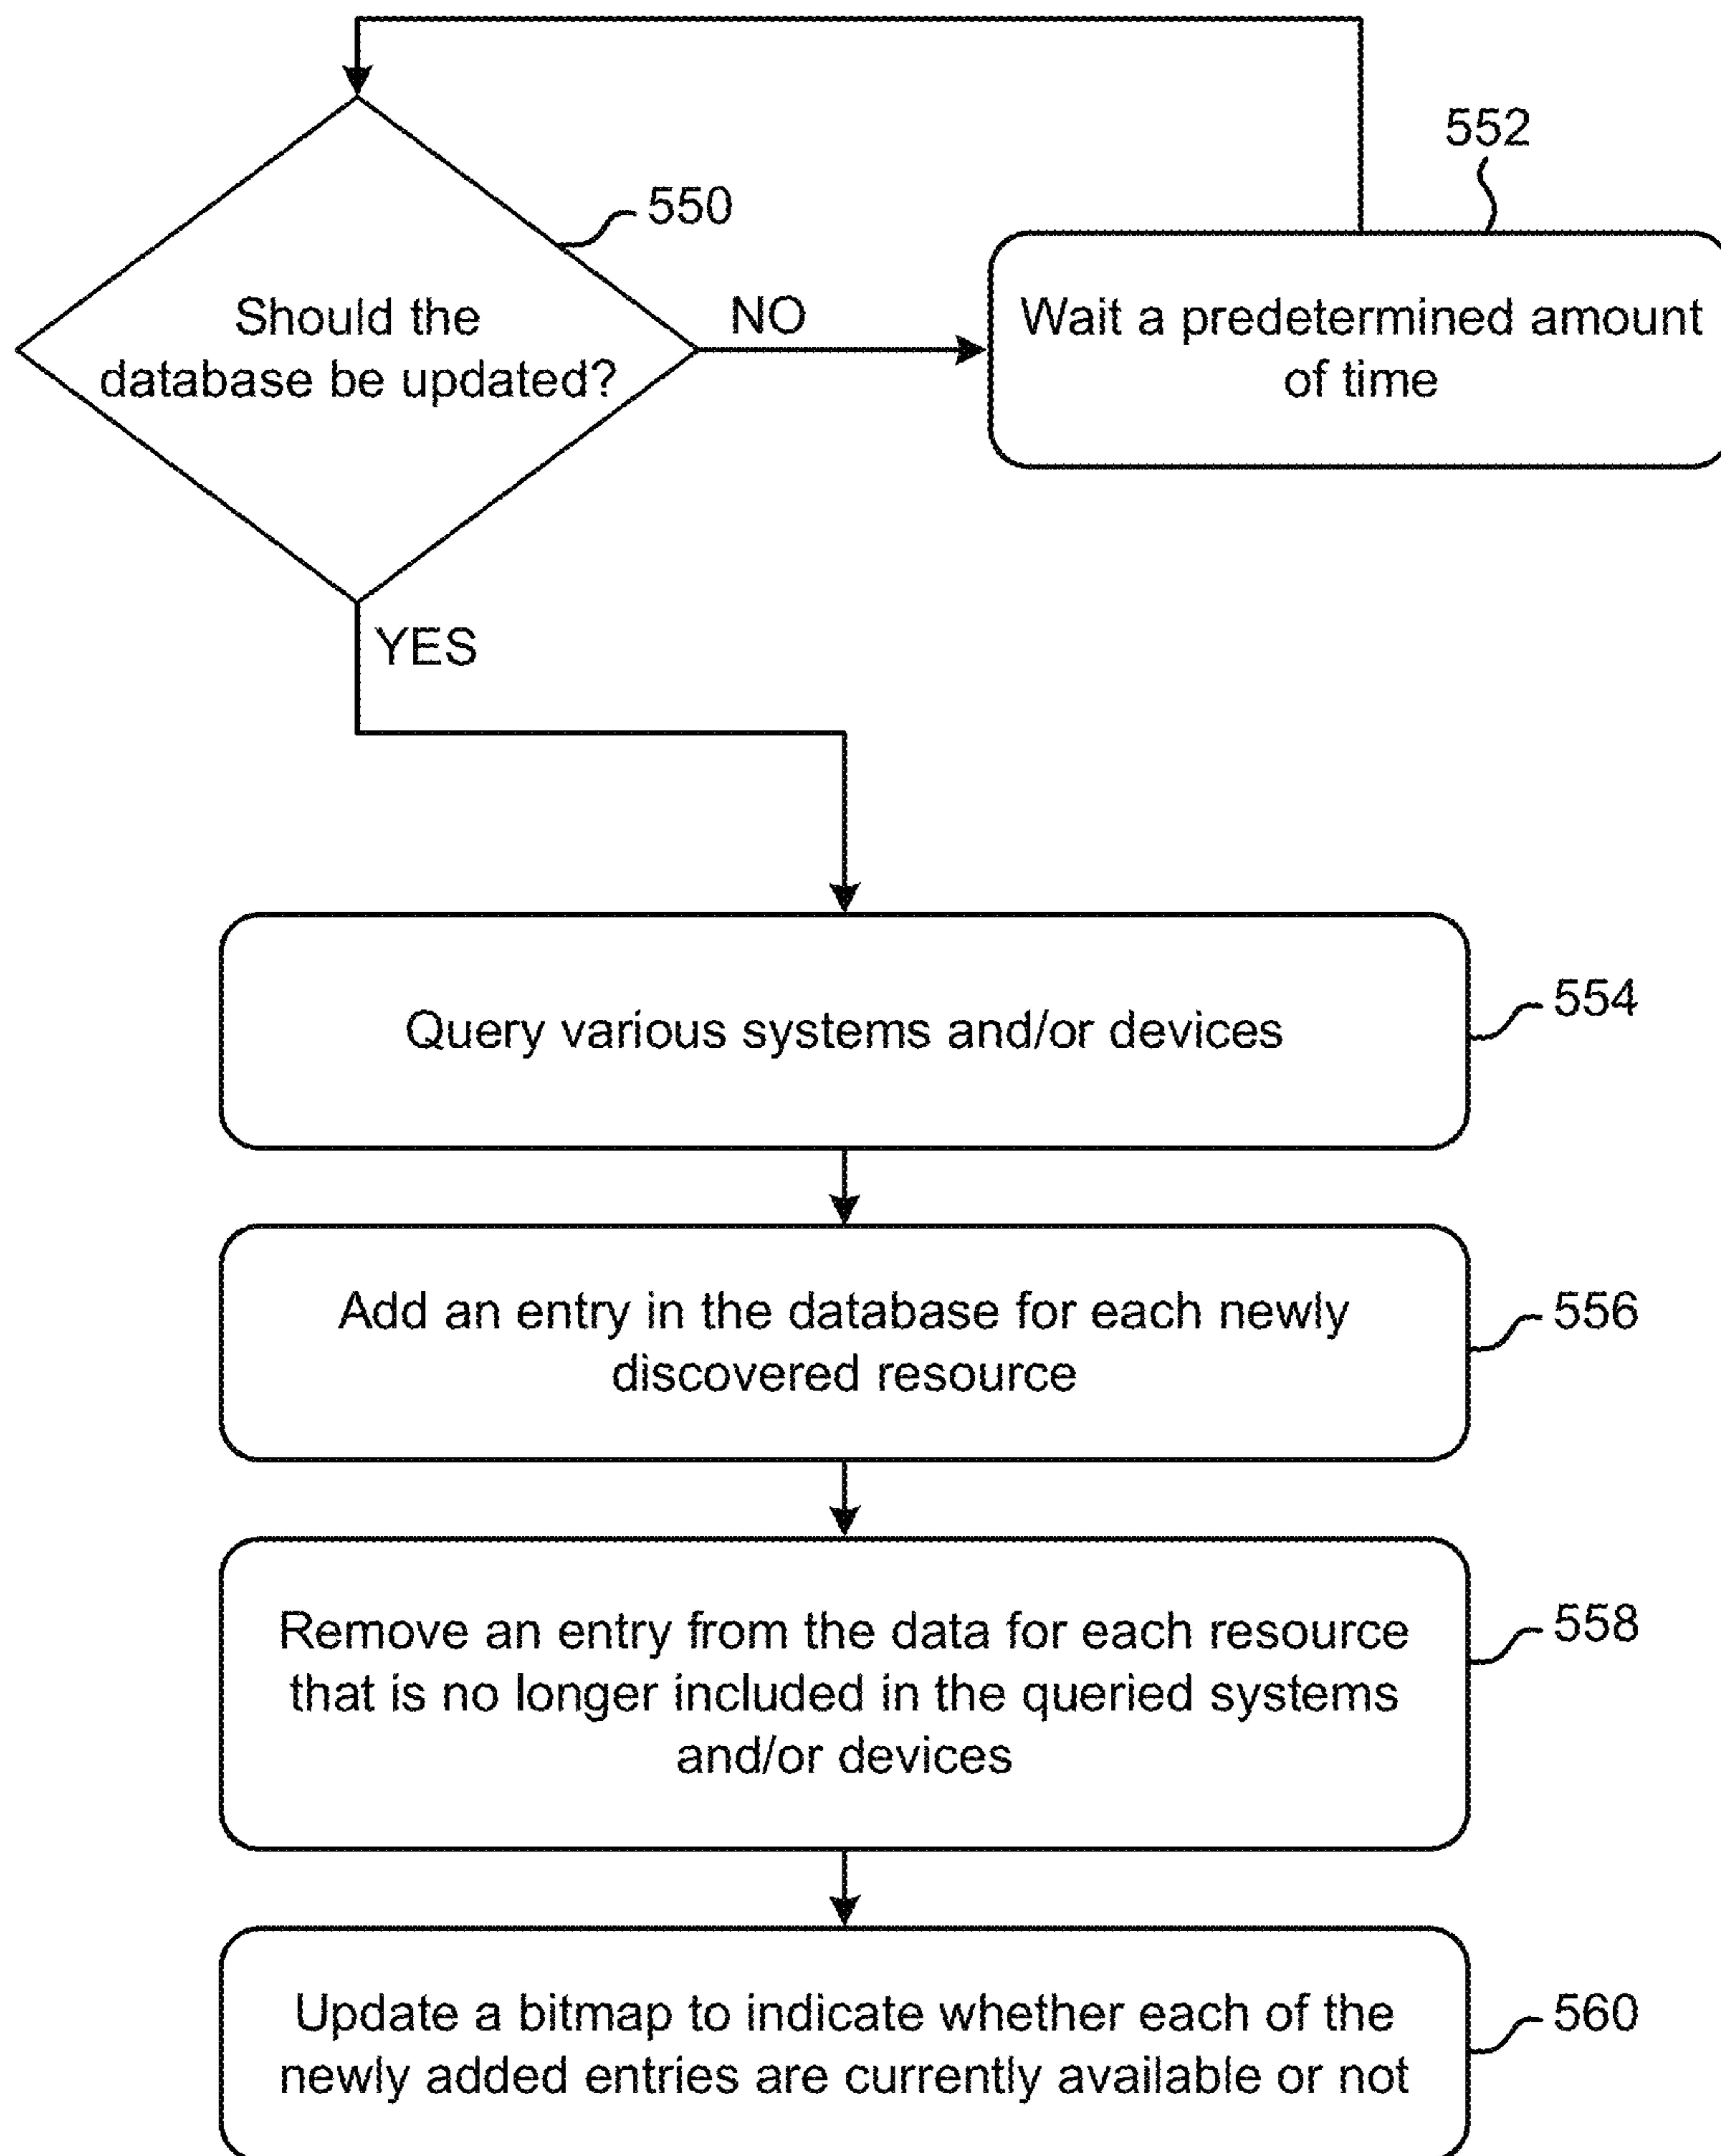 552
550
Should the
database be updated?
NO
Wait a predetermined amount
of time
YES
Query various systems and/or devices
554
Add an entry in the database for each newly
discovered resource
556
Remove an entry from the data for each resource
that is no longer included in the queried systems
and/or devices
558
Update a bitmap to indicate whether each of the
newly added entries are currently available or not
560